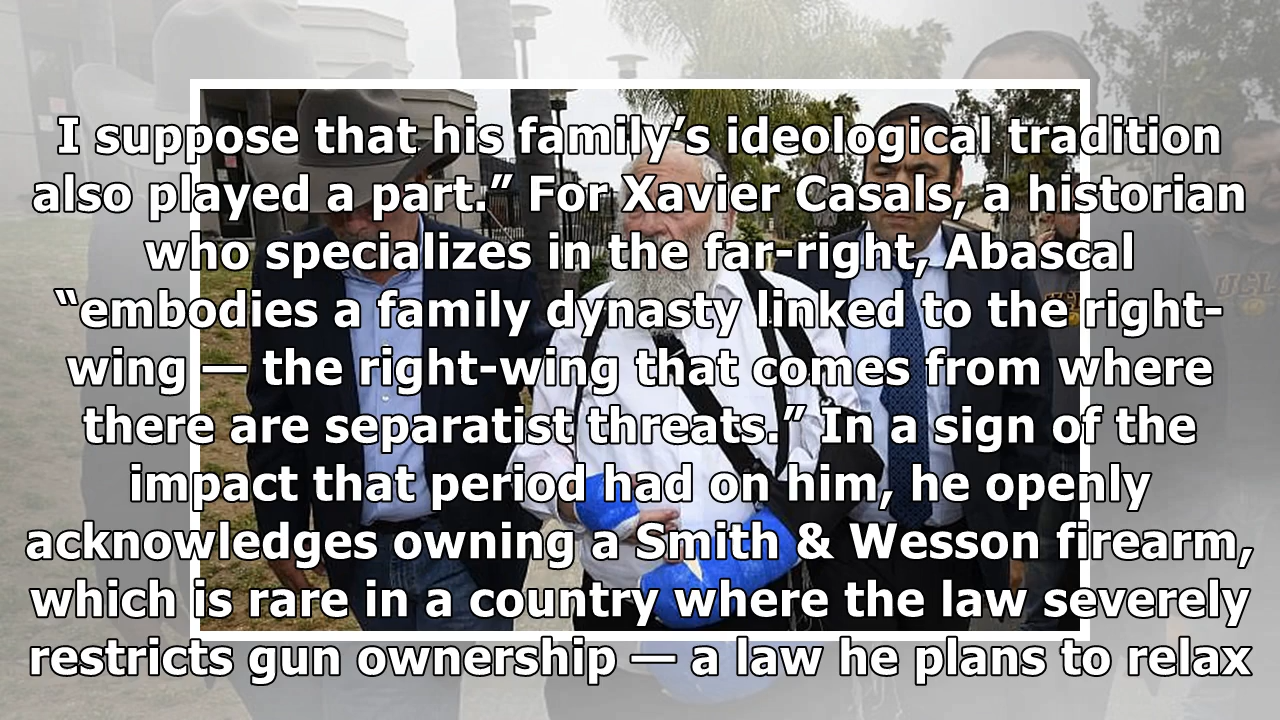 I suppose that his family’s ideological tradition
also played a part.” For Xavier Casals, a historian
who specializes in the far-right, Abascal
“embodies a family dynasty linked to the right-
wing — the right-wing that comes from where
there are separatist threats.” In a sign of the
impact that period had on him, he openly
acknowledges owning a Smith & Wesson firearm,
which is rare in a country where the law severely
restricts gun ownership — a law he plans to relax
UCL